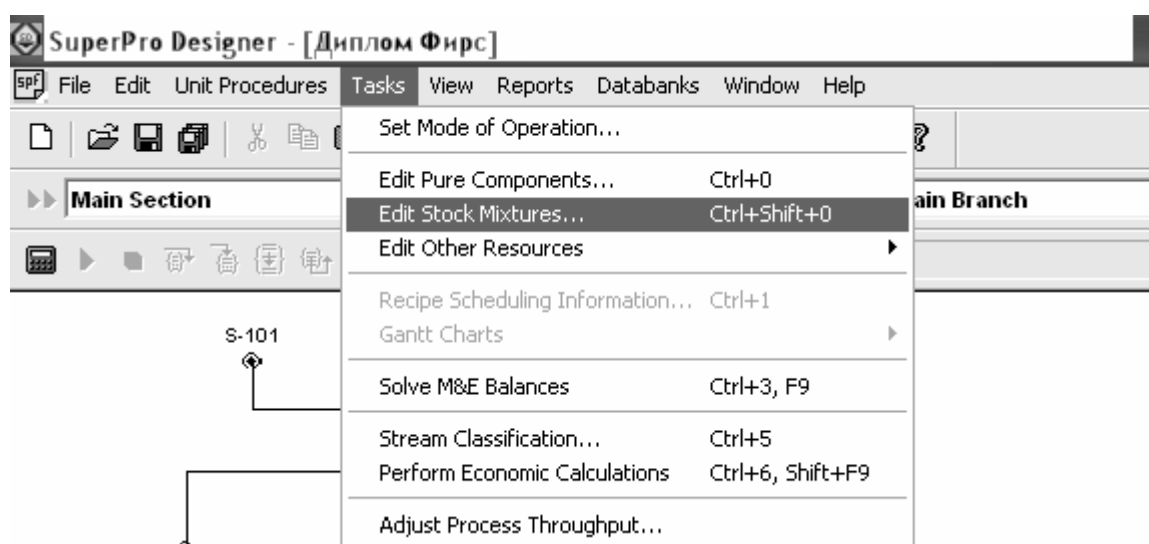 SuperPro Designer - [Диплом Фирс]
spf File Edit Unit Procedures Tasks View Reports Databanks Window Help
Set Mode of Operation...
Edit Pure Components... Ctrl+0
Main Section
Edit Stock Mixtures... Ctrl+Shift+0
ain Branch
Edit Other Resources
Recipe Scheduling Information... Ctrl+1
Gantt Charts
S-101
Solve M&E Balances Ctrl+3, F9
Stream Classification... Ctrl+5
Perform Economic Calculations Ctrl+6, Shift+F9
Adjust Process Throughput...